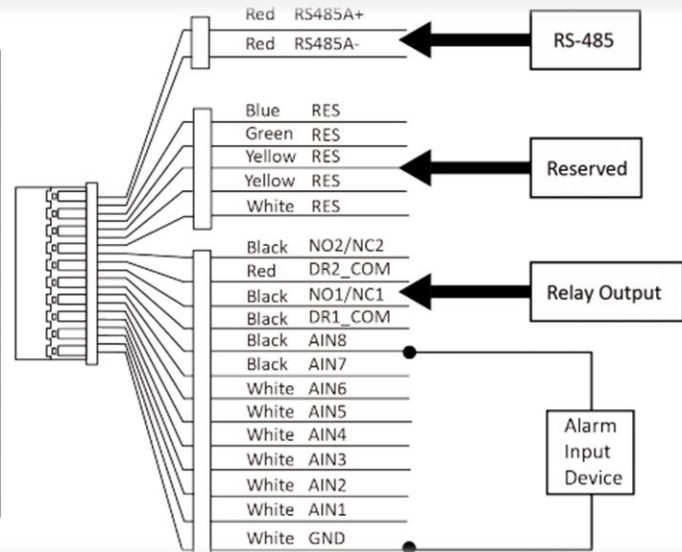 Red RS485A+
Red RS485A-
RS-485
Blue RES
Green RES
Yellow RES
Yellow RES
White RES
Reserved
Black NO2/NC2
Red DR2_COM
Black NO1/NC1
Black DR1_COM
Relay Output
Black AIN8
Black AIN7
White AIN6
White AIN5
White AIN4
White AIN3
White AIN2
White AIN1
White GND
Alarm
Input
Device